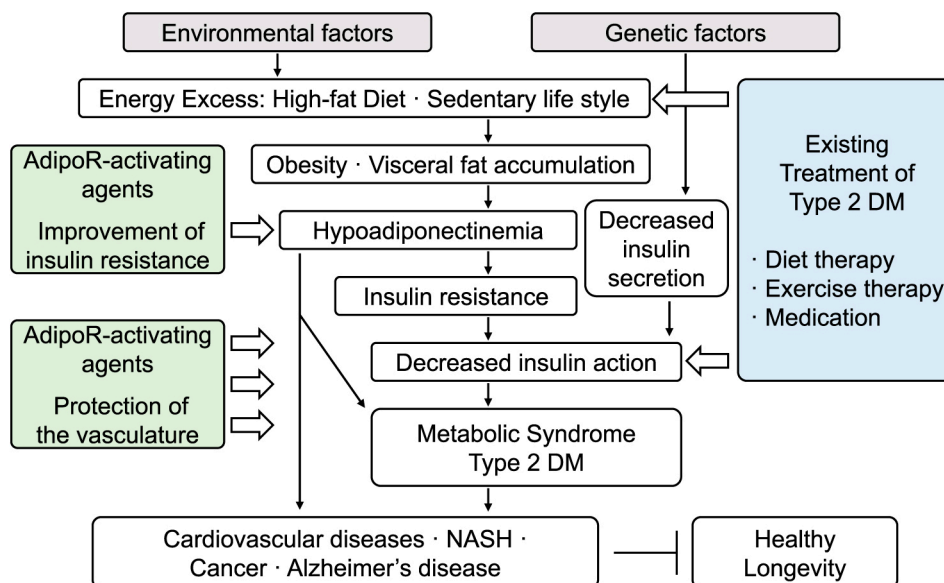 Environmental factors
Genetic factors
Energy Excess: High-fat Diet · Sedentary life style
Obesity · Visceral fat accumulation
AdipoR-activating
agents
Improvement of
insulin resistance
Hypoadiponectinemia
Decreased
insulin
secretion
Existing
Treatment of
Type 2 DM
· Diet therapy
· Exercise therapy
· Medication
Insulin resistance
AdipoR-activating
agents
Protection of
the vasculature
Decreased insulin action
Metabolic Syndrome
Type 2 DM
Cardiovascular diseases · NASH ·
Cancer · Alzheimer’s disease
Healthy
Longevity